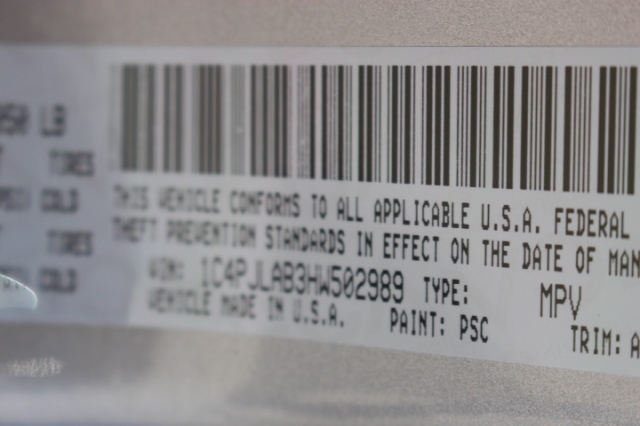 LB
TIRES
COLD
TIRES
COLD
THIS VEHICLE CONFORMS TO ALL APPLICABLE U.S.A. FEDERAL
THEFT PREVENTION STANDARDS IN EFFECT ON THE DATE OF MAN
VIN: 1C4PJLAB3HW502989 TYPE: MPV
VEHICLE MADE IN U.S.A. PAINT: PSC TRIM: A